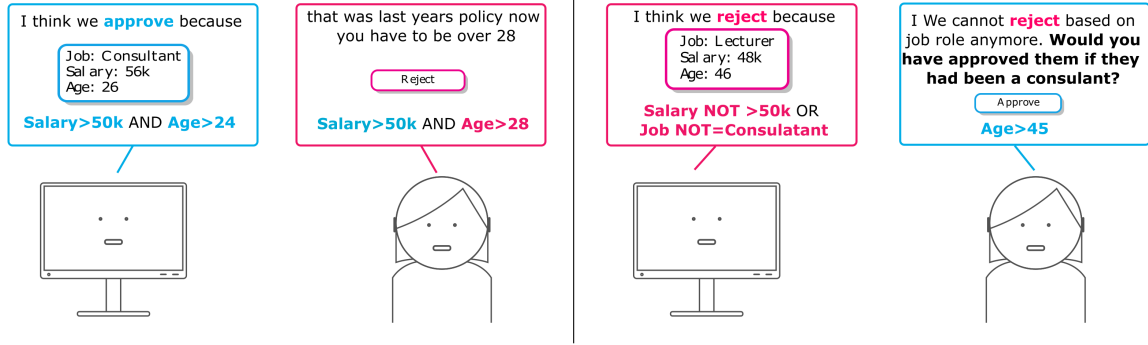 I think we approve because
Job: Consultant
Salary: 56k
Age: 26
Salary>50k AND Age>24
that was last years policy now
you have to be over 28
Reject
Salary>50k AND Age>28
I think we reject because
Job: Lecturer
Salary: 48k
Age: 46
Salary NOT >50k OR
Job NOT=Consulatant
I We cannot reject based on
job role anymore. Would you
have approved them if they
had been a consulant?
Approve
Age>45